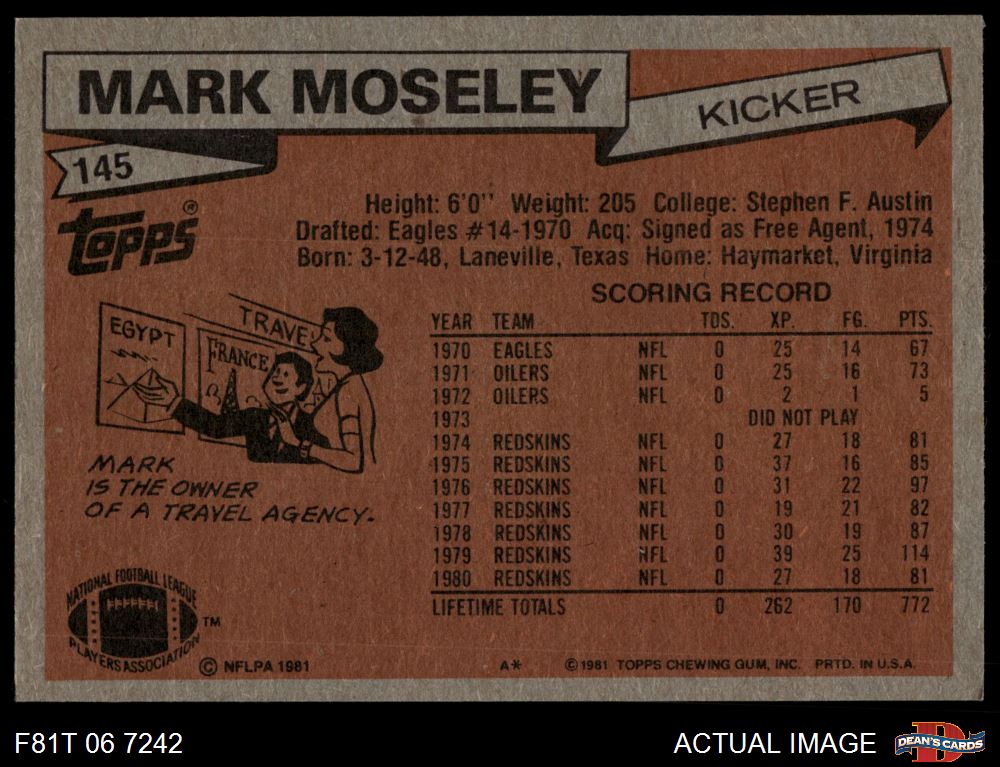 MARK MOSELEY
KICKER
145
Topps®
Height: 6'0" Weight: 205 College: Stephen F. Austin
Drafted: Eagles #14-1970 Acq: Signed as Free Agent, 1974
Born: 3-12-48, Laneville, Texas Home: Haymarket, Virginia
SCORING RECORD
YEAR TEAM TDS. XP. FG. PTS.
1970 EAGLES NFL 0 25 14 67
1971 OILERS NFL 0 25 16 73
1972 OILERS NFL 0 2 1 5
1973 DID NOT PLAY
1974 REDSKINS NFL 0 27 18 81
1975 REDSKINS NFL 0 37 16 85
1976 REDSKINS NFL 0 31 22 97
1977 REDSKINS NFL 0 19 21 82
1978 REDSKINS NFL 0 30 19 87
1979 REDSKINS NFL 0 39 25 114
1980 REDSKINS NFL 0 27 18 81
LIFETIME TOTALS 0 262 170 772
TRAVEL
EGYPT
FRANCE
MARK
IS THE OWNER
OF A TRAVEL AGENCY.
NATIONAL FOOTBALL LEAGUE
PLAYERS ASSOCIATION
TM
© NFLPA 1981
A* © 1981 TOPPS CHEWING GUM, INC. PRTD. IN U.S.A.
F81T 06 7242
ACTUAL IMAGE
D
DEAN'S CARDS